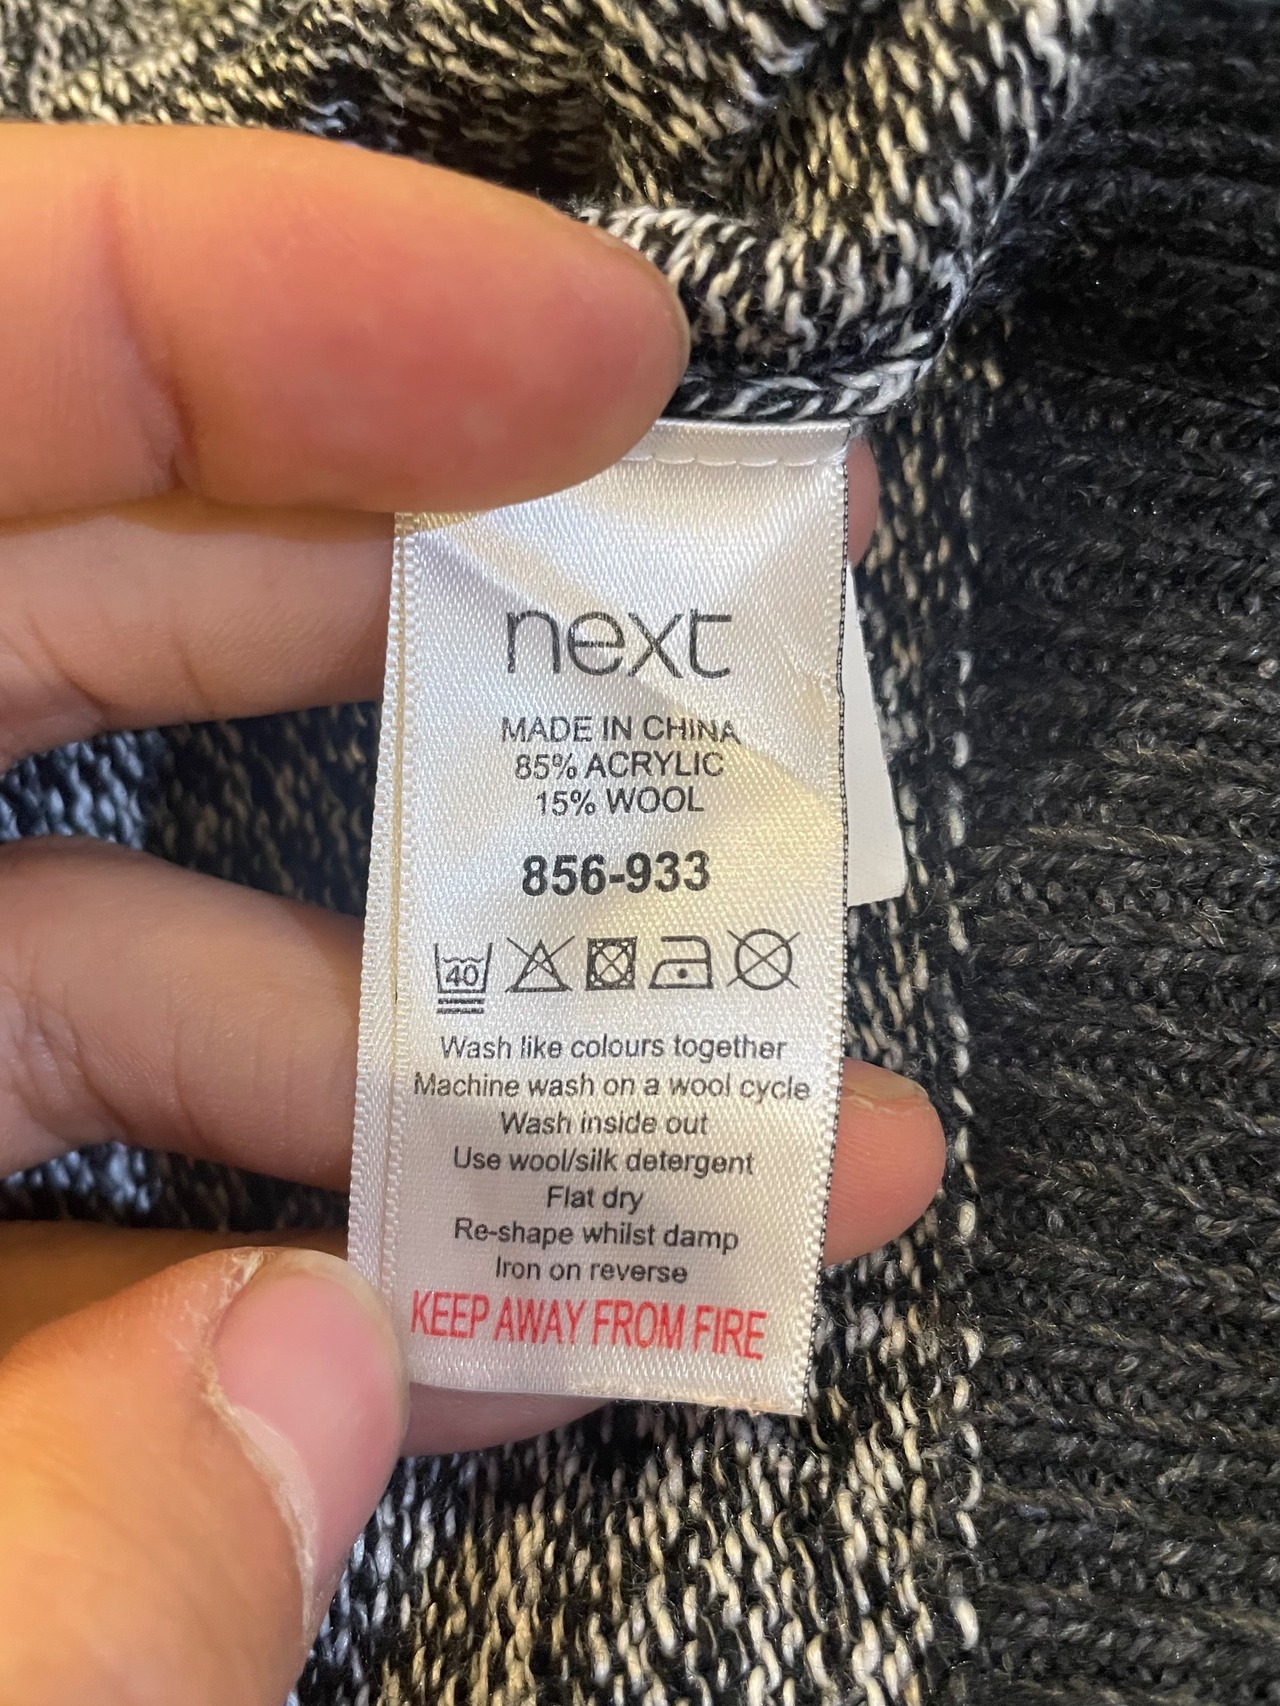 next
MADE IN CHINA
85% ACRYLIC
15% WOOL
856-933
40
Wash like colours together
Machine wash on a wool cycle
Wash inside out
Use wool/silk detergent
Flat dry
Re-shape whilst damp
Iron on reverse
KEEP AWAY FROM FIRE